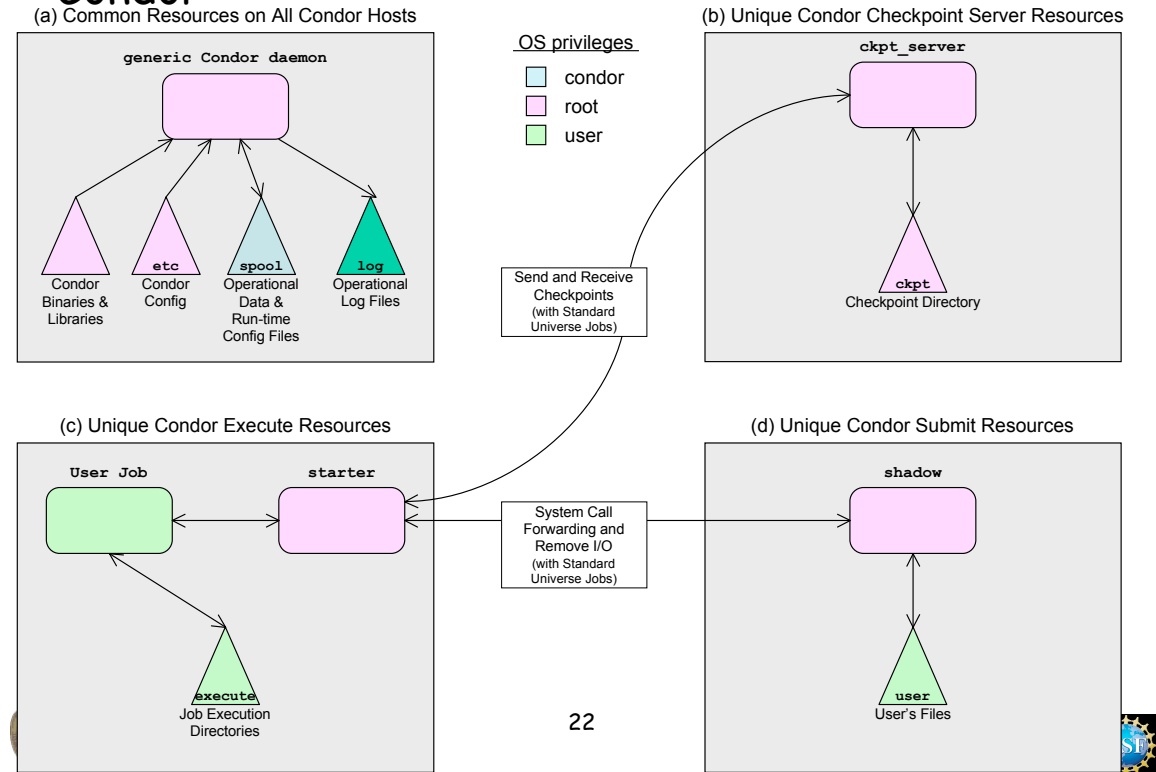 Condor
(a) Common Resources on All Condor Hosts
generic Condor daemon
etc
spool
log
Condor
Binaries &
Libraries
Condor
Config
Operational
Data &
Run-time
Config Files
Operational
Log Files
OS privileges
condor
root
user
(b) Unique Condor Checkpoint Server Resources
ckpt_server
ckpt
Checkpoint Directory
Send and Receive
Checkpoints
(with Standard
Universe Jobs)
(c) Unique Condor Execute Resources
User Job
starter
execute
Job Execution
Directories
System Call
Forwarding and
Remove I/O
(with Standard
Universe Jobs)
(d) Unique Condor Submit Resources
shadow
user
User's Files
22